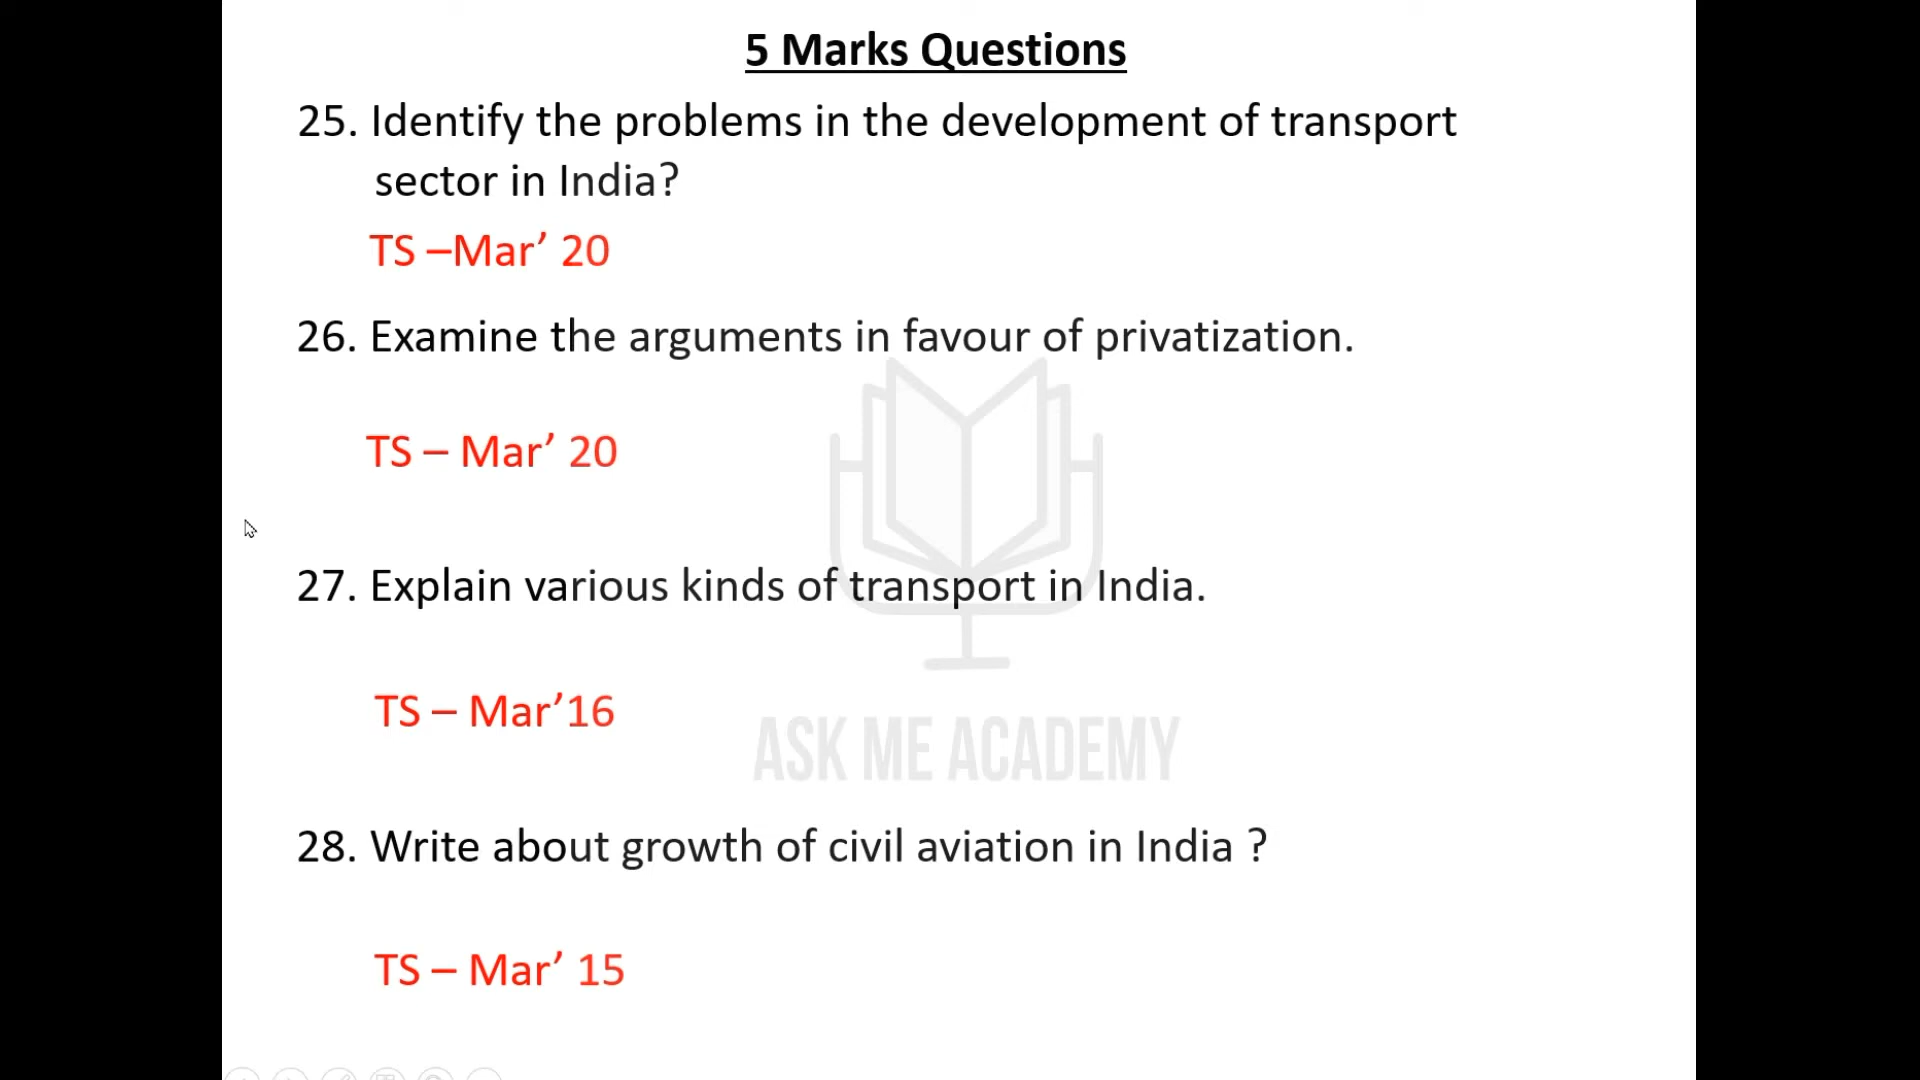 5 Marks Questions
25. Identify the problems in the development of transport
sector in India?
TS –Mar’ 20
26. Examine the arguments in favour of privatization.
TS – Mar’ 20
27. Explain various kinds of transport in India.
TS – Mar’16
ASK ME ACADEMY
28. Write about growth of civil aviation in India ?
TS – Mar’ 15